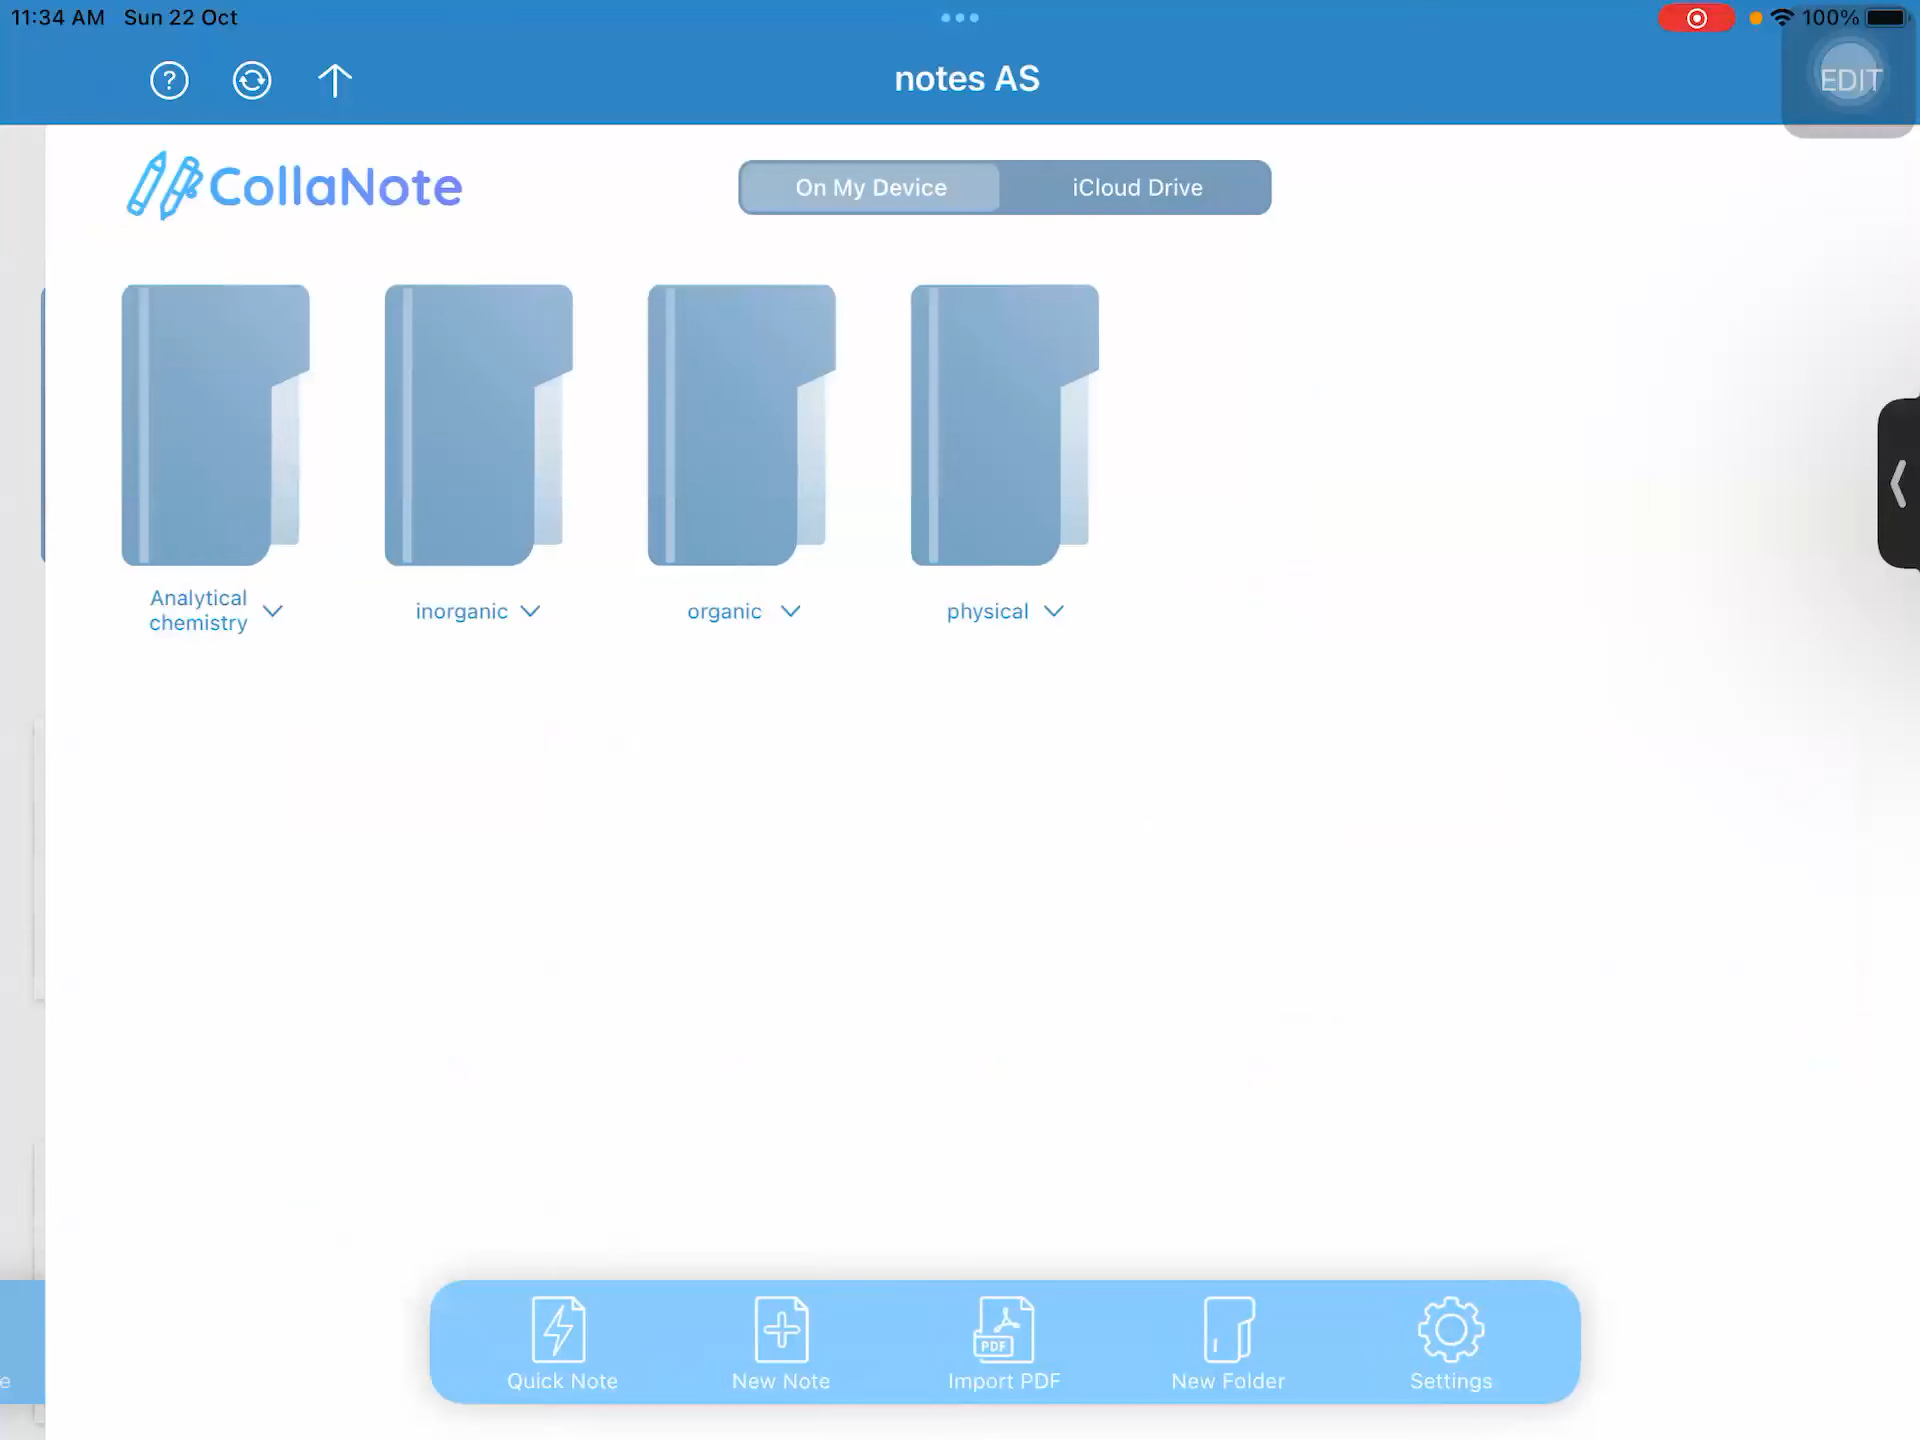 11:34 AM Sun 22 Oct
100%
notes AS
EDIT
CollaNote
On My Device
iCloud Drive
Analytical
chemistry
inorganic
organic
physical
e
PDF
Quick Note
New Note
Import PDF
New Folder
Settings